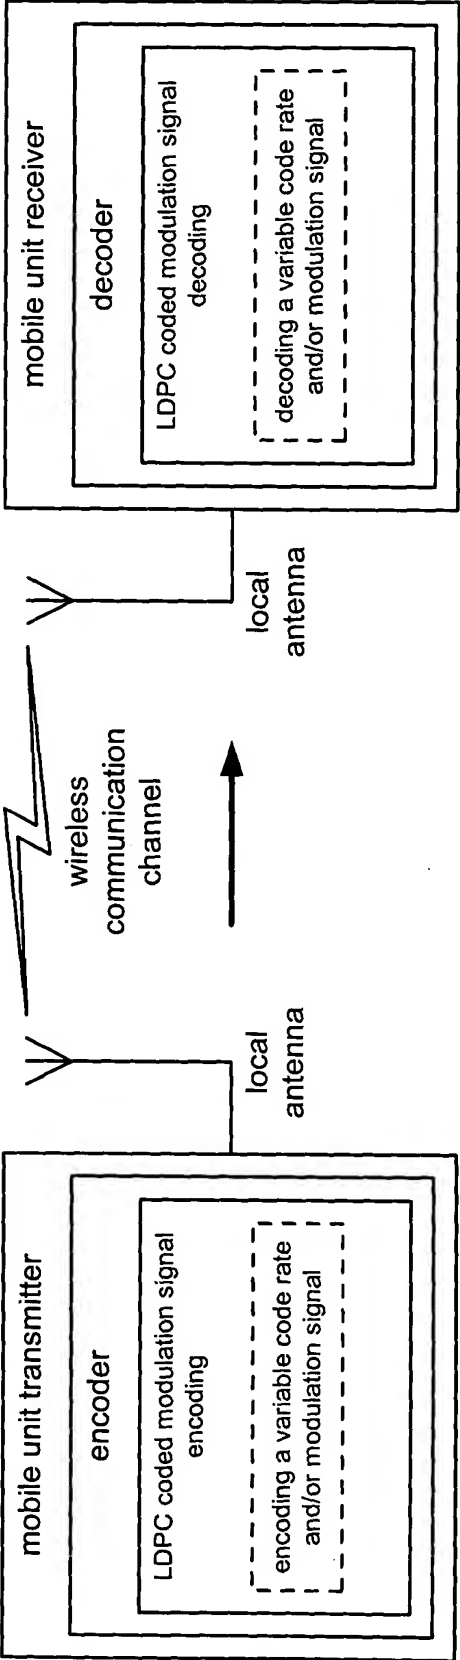 mobile unit transmitter
encoder
LDPC coded modulation signal
encoding
encoding a variable code rate
and/or modulation signal
local
antenna
wireless
communication
channel
local
antenna
mobile unit receiver
decoder
LDPC coded modulation signal
decoding
decoding a variable code rate
and/or modulation signal